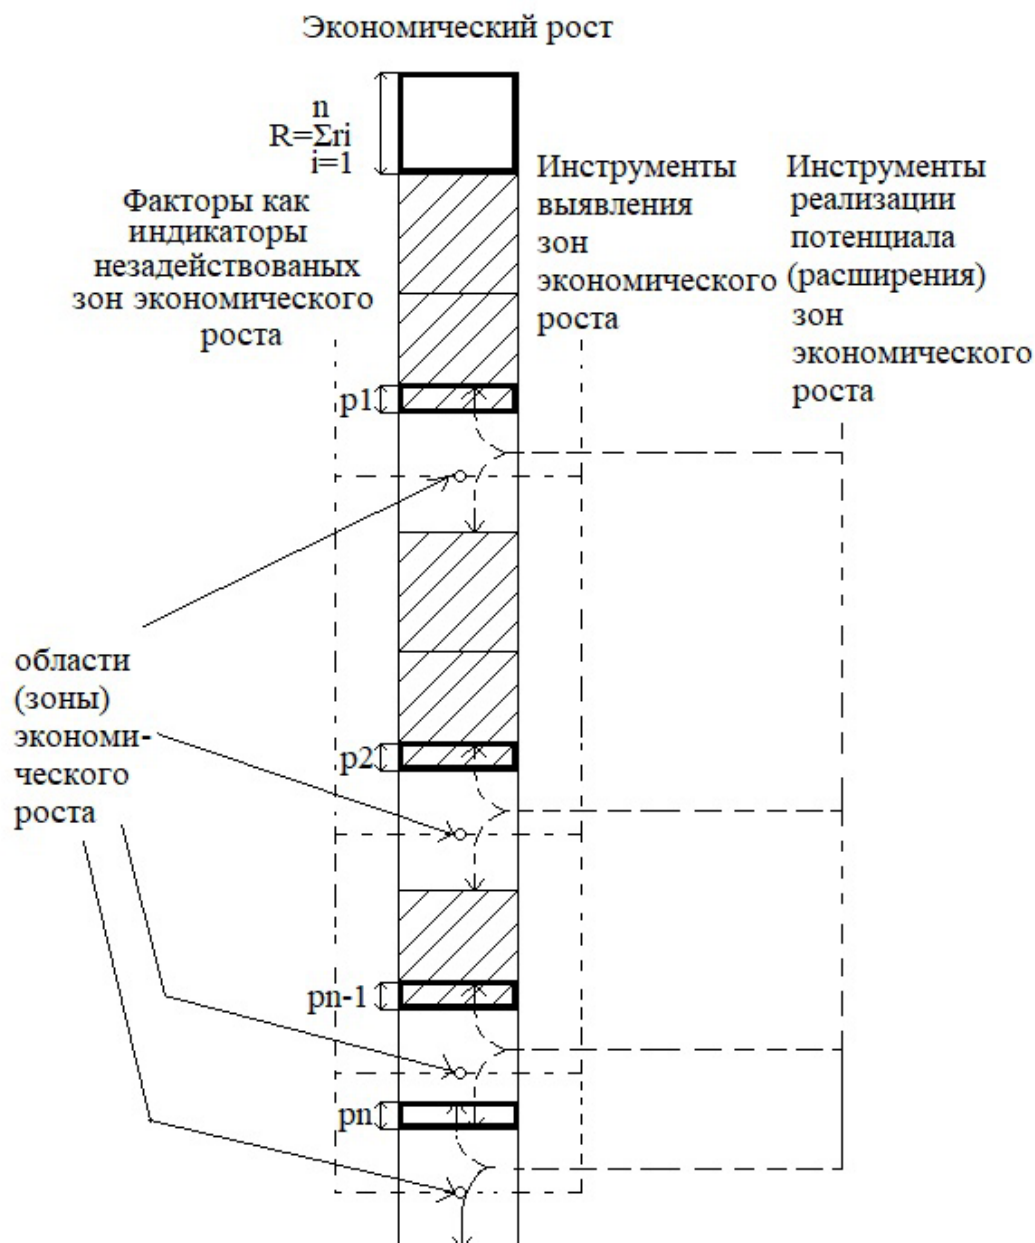 Экономический рост
n
R=Σri
i=1
Факторы как
индикаторы
незадействованых
зон экономического
роста
Инструменты
выявления
зон
экономического
роста
Инструменты
реализации
потенциала
(расширения)
зон
экономического
роста
p1
области
(зоны)
экономи-
ческого
роста
p2
pn-1
pn